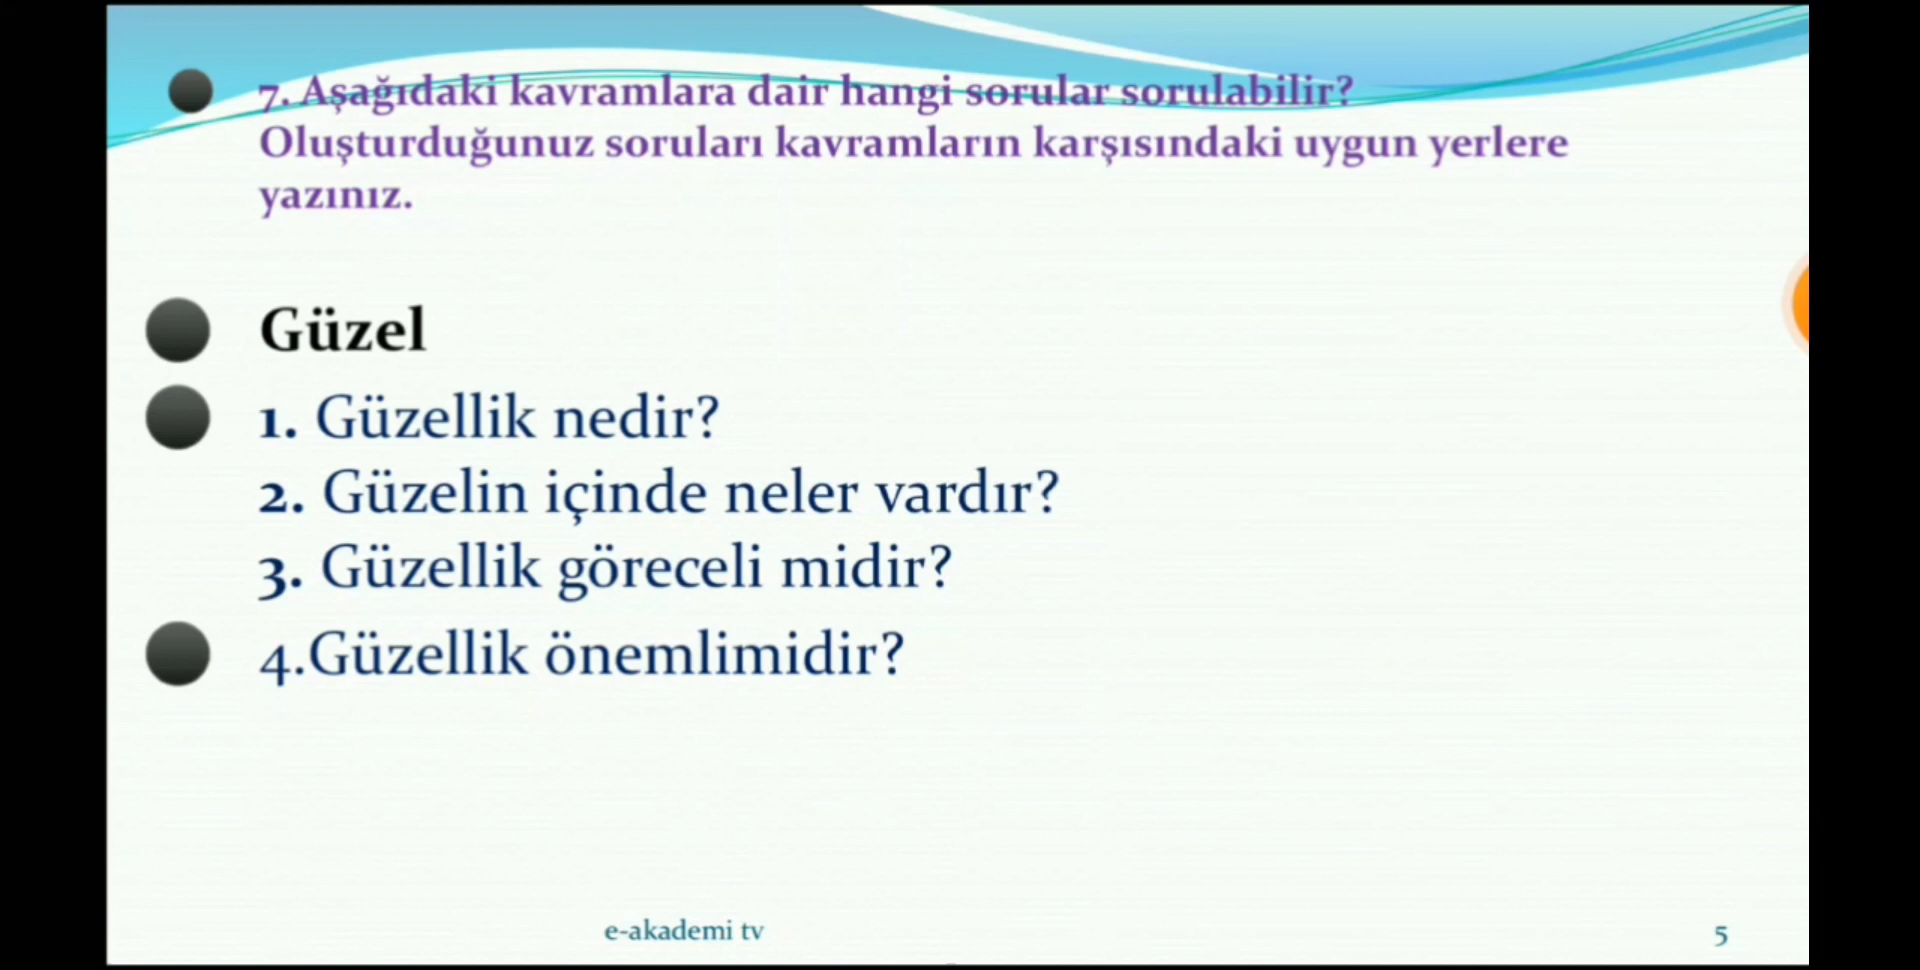 7. Aşağıdaki kavramlara dair hangi sorular sorulabilir?
Oluşturduğunuz soruları kavramların karşısındaki uygun yerlere
yazınız.
Güzel
1. Güzellik nedir?
2. Güzelin içinde neler vardır?
3. Güzellik göreceli midir?
4.Güzellik önemlimidir?
e-akademi tv
5